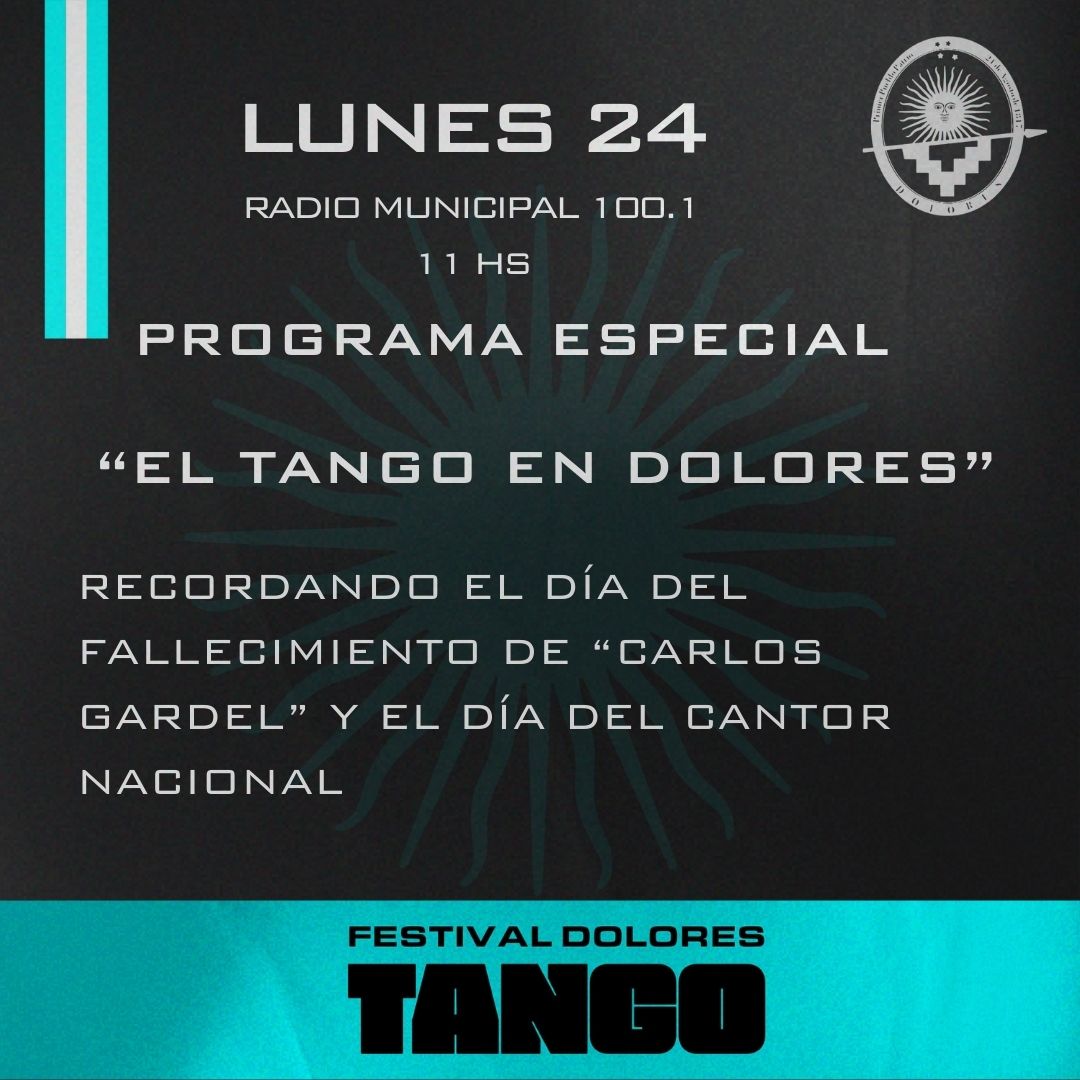 LUNES 24
RADIO MUNICIPAL 100.1
11 HS
PROGRAMA ESPECIAL
“EL TANGO EN DOLORES”
RECORDANDO EL DÍA DEL
FALLECIMIENTO DE “CARLOS
GARDEL” Y EL DÍA DEL CANTOR
NACIONAL
DOLORES
FESTIVAL DOLORES
TANGO